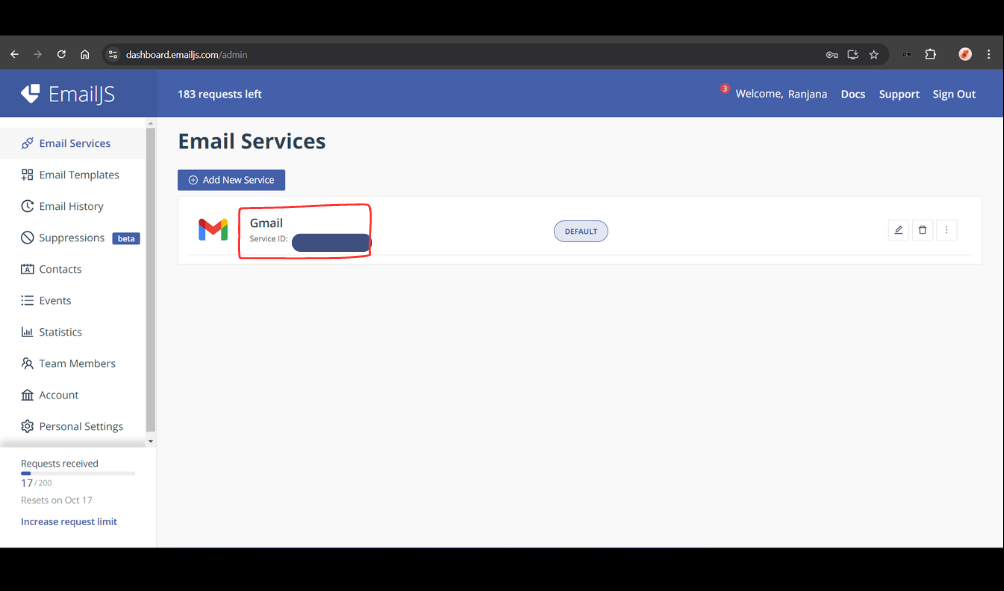 dashboard.emailjs.com/admin
EmailJS
183 requests left
3
Welcome, Ranjana
Docs
Support
Sign Out
Email Services
Email Templates
Email History
Suppressions beta
Contacts
Events
Statistics
Team Members
Account
Personal Settings
Requests received
17 / 200
Resets on Oct 17
Increase request limit
Email Services
Add New Service
Gmail
Service ID:
DEFAULT